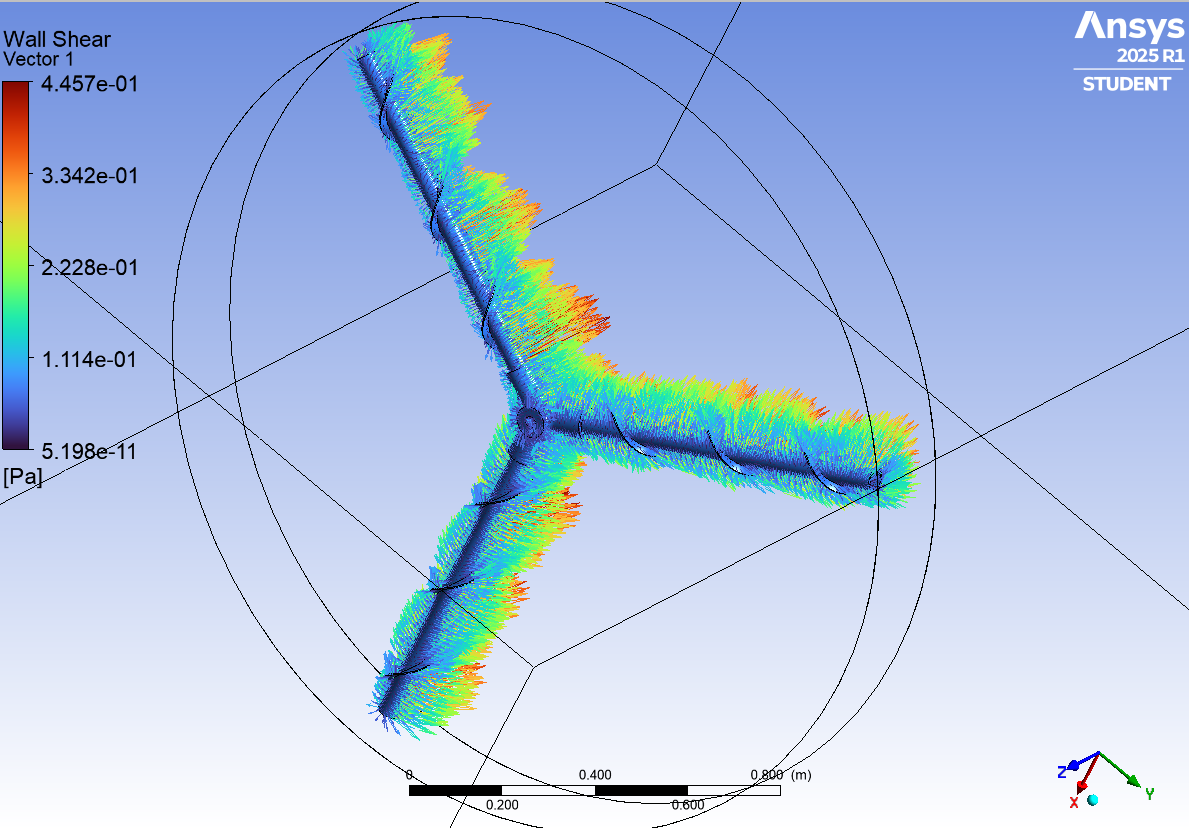 Wall Shear
Vector 1
4.457e-01
3.342e-01
2.228e-01
1.114e-01
5.198e-11
[Pa]
Ansys
2025 R1
STUDENT
0 0.400 0.800 (m)
0.200 0.600
Z
Y
X